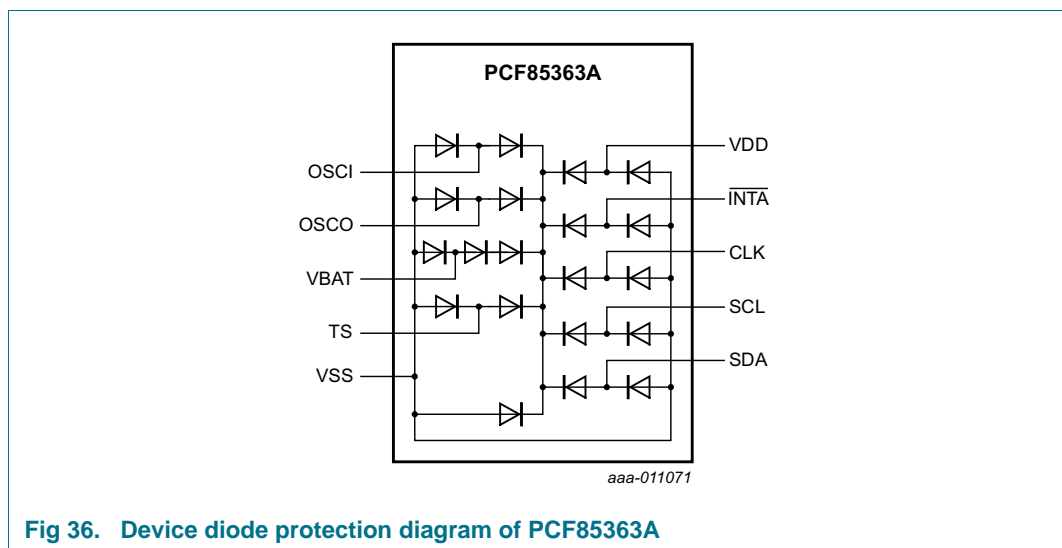 PCF85363A
OSCI
OSCO
VBAT
TS
VSS
VDD
INTA
CLK
SCL
SDA
aaa-011071
Fig 36. Device diode protection diagram of PCF85363A